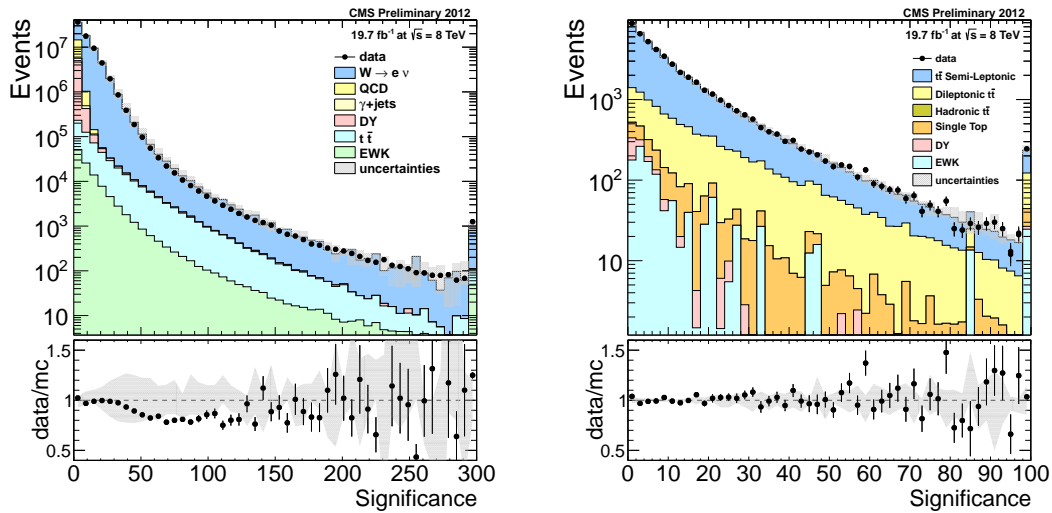 CMS Preliminary 2012
19.7 fb⁻¹ at √s = 8 TeV
Events
data
W → e ν
QCD
γ+jets
DY
t t̄
EWK
uncertainties
10⁷
10⁶
10⁵
10⁴
10³
10²
10
data/mc
1.5
1
0.5
0 50 100 150 200 250 300
Significance
CMS Preliminary 2012
19.7 fb⁻¹ at √s = 8 TeV
Events
data
tt̄ Semi-Leptonic
Dileptonic tt̄
Hadronic tt̄
Single Top
DY
EWK
uncertainties
10³
10²
10
data/mc
1.5
1
0.5
0 10 20 30 40 50 60 70 80 90 100
Significance